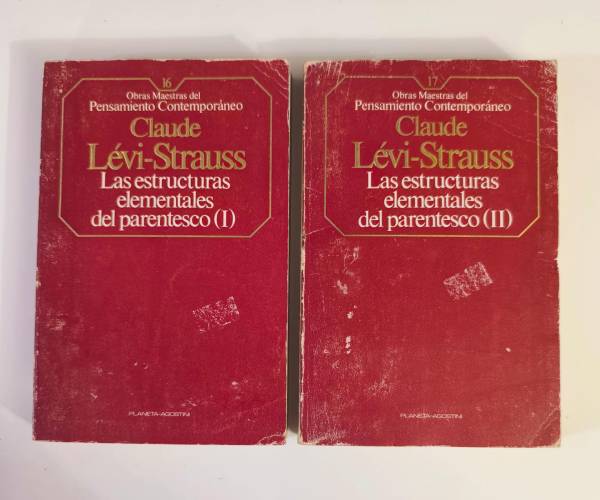 16
Obras Maestras del
Pensamiento Contemporáneo
Claude
Lévi-Strauss
Las estructuras
elementales
del parentesco (I)
PLANETA-AGOSTINI
17
Obras Maestras del
Pensamiento Contemporáneo
Claude
Lévi-Strauss
Las estructuras
elementales
del parentesco (II)
PLANETA-AGOSTINI